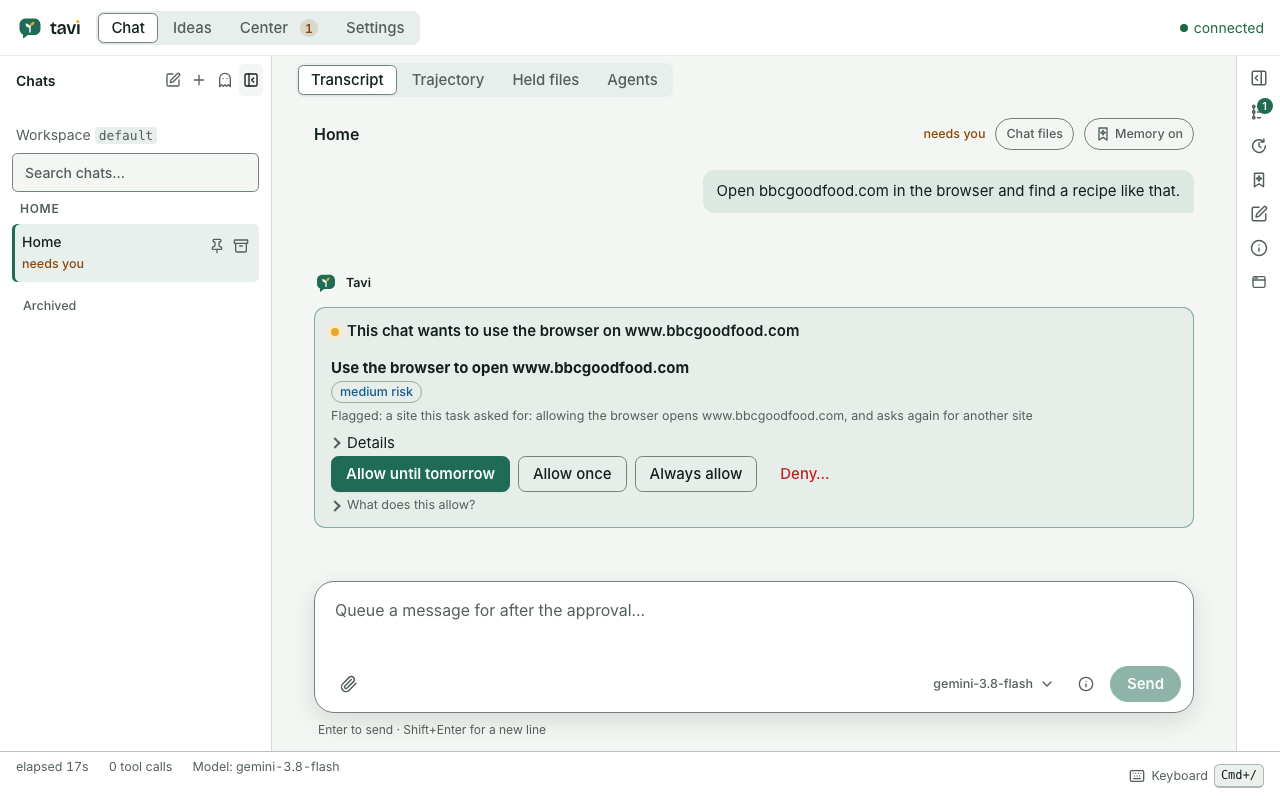 tavi
Chat
Ideas
Center 1
Settings
connected
Chats
Workspace default
Search chats...
HOME
Home
needs you
Archived
Transcript
Trajectory
Held files
Agents
Home
needs you
Chat files
Memory on
1
Open bbcgoodfood.com in the browser and find a recipe like that.
Tavi
This chat wants to use the browser on www.bbcgoodfood.com
Use the browser to open www.bbcgoodfood.com
medium risk
Flagged: a site this task asked for: allowing the browser opens www.bbcgoodfood.com, and asks again for another site
Details
Allow until tomorrow
Allow once
Always allow
Deny...
What does this allow?
Queue a message for after the approval...
gemini-3.8-flash
Send
Enter to send · Shift+Enter for a new line
elapsed 17s
0 tool calls
Model: gemini-3.8-flash
Keyboard Cmd+/